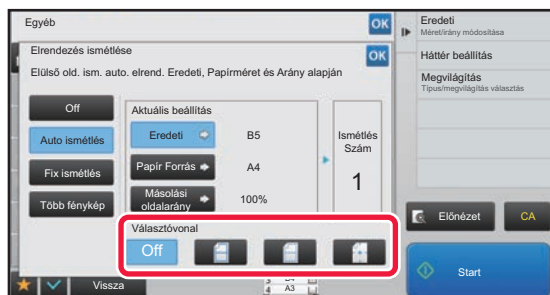 Egyéb
OK
Elrendezés ismétlése
OK
Elülső old. ism. auto. elrend. Eredeti, Papírméret és Arány alapján
Off
Auto ismétlés
Fix ismétlés
Több fénykép
Aktuális beállítás
Eredeti
B5
Papír Forrás
A4
Másolási
oldalarány
100%
Ismétlés
Szám
1
Választóvonal
Off
Vissza
4 A3
Eredeti
Méret/irány módosítása
Háttér beállítás
Megvilágítás
Típus/megvilágítás választás
Előnézet
CA
Start